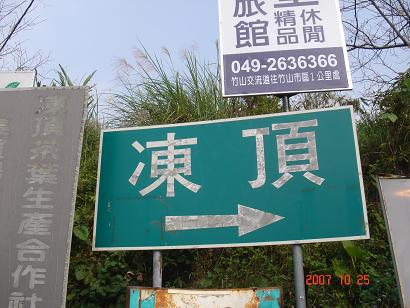 旅館
精品
休閒
049-2636366
竹山交流道往竹山市區1公里處
凍頂
凍頂茶葉生產合作社
2007 10 25